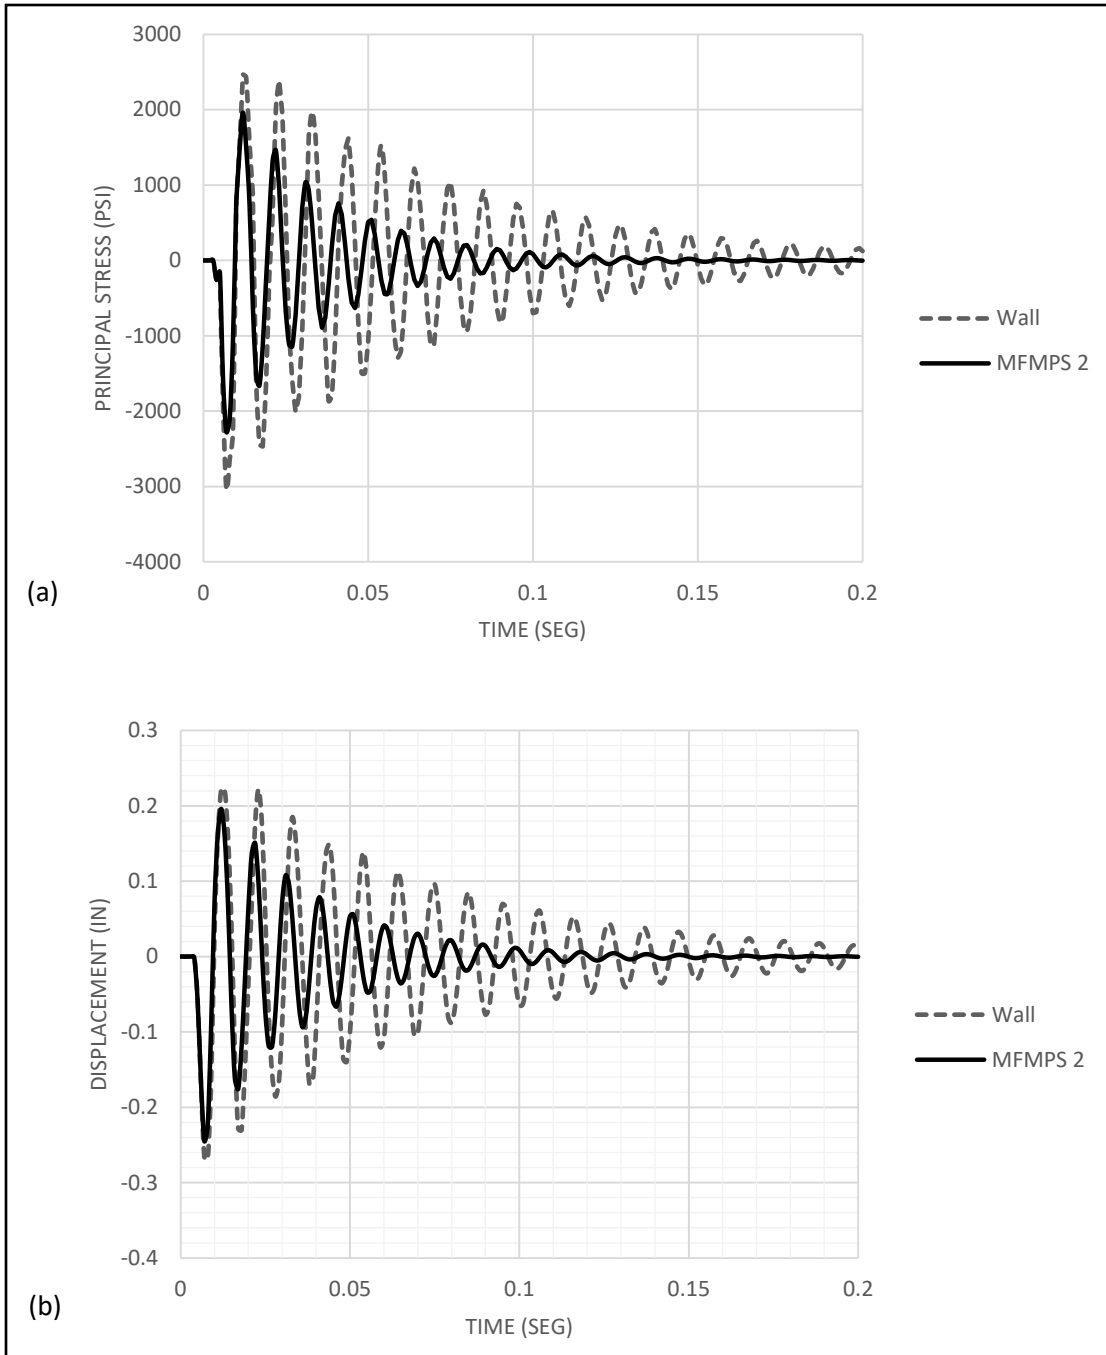 3000
2000
1000
0
-1000
-2000
-3000
-4000
PRINCIPAL STRESS (PSI)
0 0.05 0.1 0.15 0.2
TIME (SEG)
Wall
MFMPS 2
(a)
0.3
0.2
0.1
0
-0.1
-0.2
-0.3
-0.4
DISPLACEMENT (IN)
0 0.05 0.1 0.15 0.2
TIME (SEG)
Wall
MFMPS 2
(b)